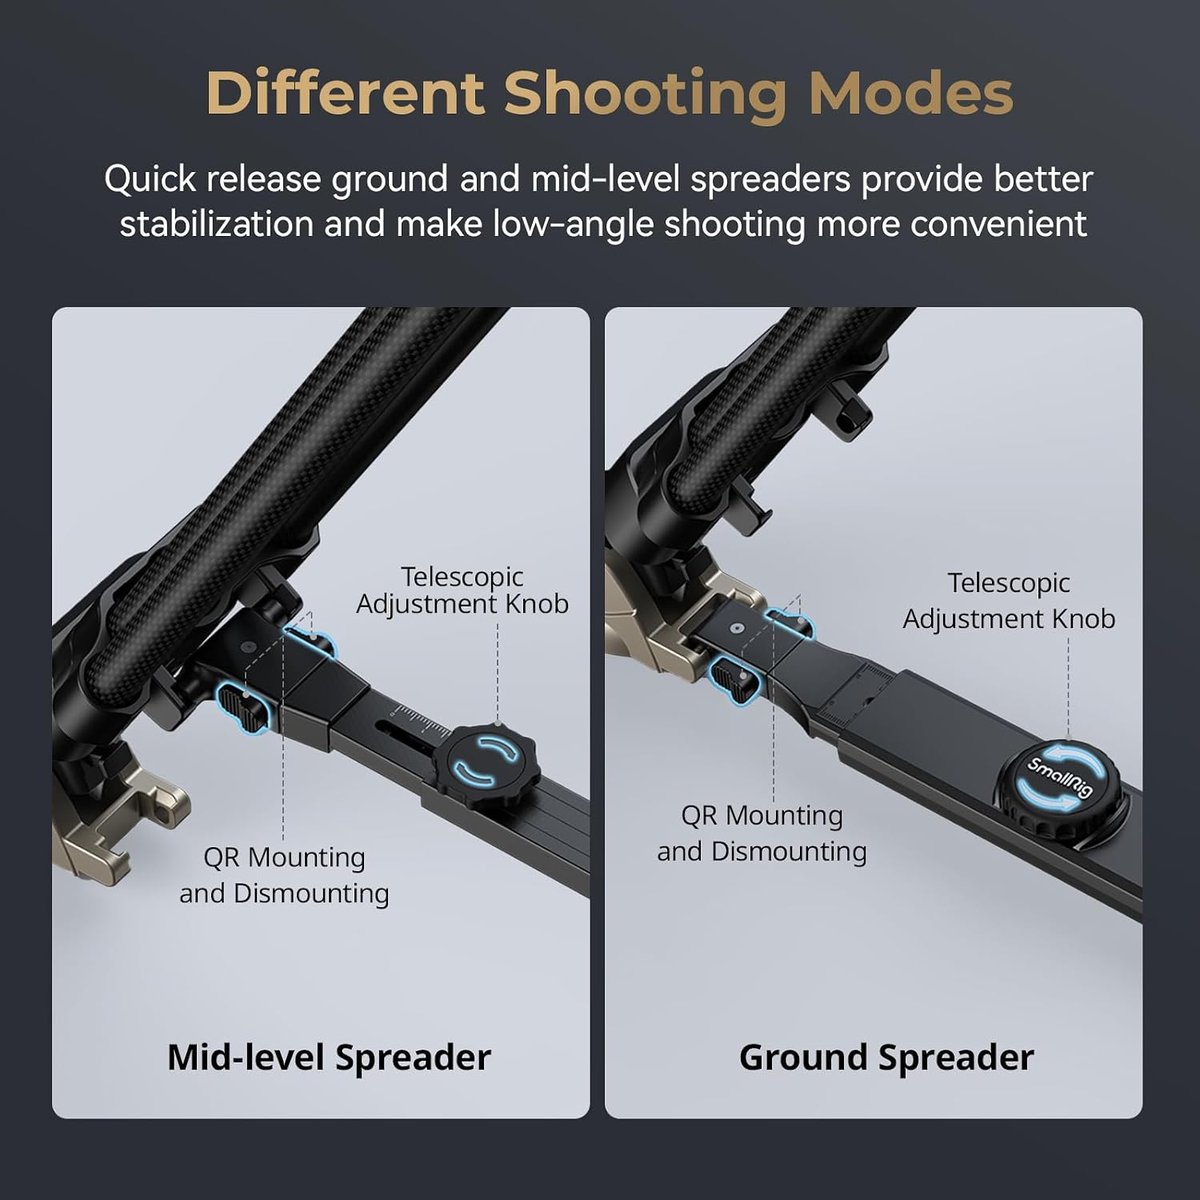 Different Shooting Modes
Quick release ground and mid-level spreaders provide better
stabilization and make low-angle shooting more convenient
Telescopic
Adjustment Knob
QR Mounting
and Dismounting
Mid-level Spreader
Telescopic
Adjustment Knob
SmallRig
QR Mounting
and Dismounting
Ground Spreader